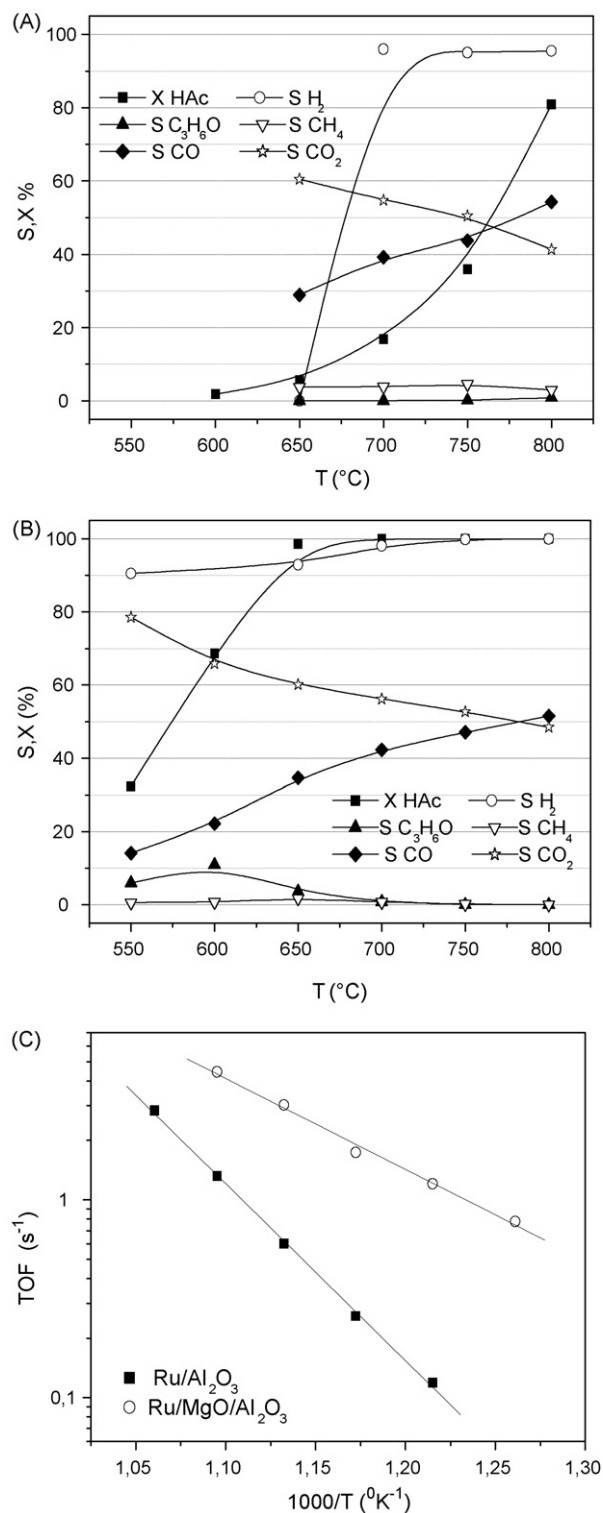 (A)
100
80
60
40
20
0
S,X %
X HAc
S H₂
S C₃H₆O
S CH₄
S CO
S CO₂
550 600 650 700 750 800
T (°C)
(B)
100
80
60
40
20
0
S,X (%)
X HAc
S H₂
S C₃H₆O
S CH₄
S CO
S CO₂
550 600 650 700 750 800
T (°C)
(C)
1
0,1
TOF (s⁻¹)
Ru/Al₂O₃
Ru/MgO/Al₂O₃
1,05 1,10 1,15 1,20 1,25 1,30
1000/T (⁰K⁻¹)